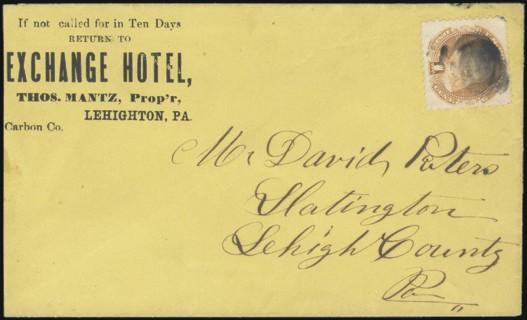 If not called for in Ten Days
RETURN TO
EXCHANGE HOTEL,
THOS. MANTZ, Prop'r,
LEHIGHTON, PA.
Carbon Co.
Mr David Peters
Slatington
Lehigh County
Pa